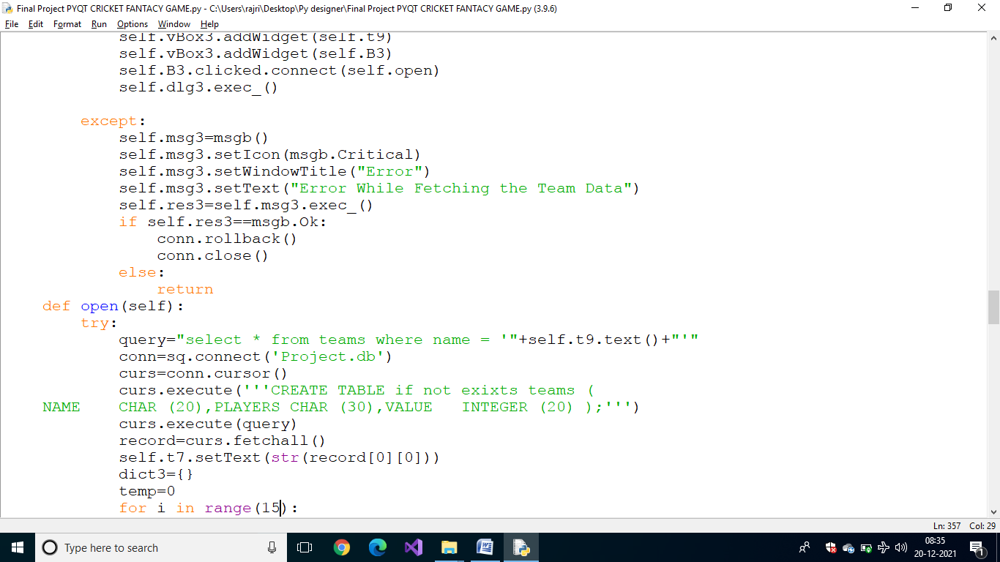 Final Project PYQT CRICKET FANTACY GAME.py - C:\Users\rajri\Desktop\Py designer\Final Project PYQT CRICKET FANTACY GAME.py (3.9.6)
File Edit Format Run Options Window Help
self.vBox3.addWidget(self.t9)
self.vBox3.addWidget(self.B3)
self.B3.clicked.connect(self.open)
self.dlg3.exec_()
except:
self.msg3=msgb()
self.msg3.setIcon(msgb.Critical)
self.msg3.setWindowTitle("Error")
self.msg3.setText("Error While Fetching the Team Data")
self.res3=self.msg3.exec_()
if self.res3==msgb.Ok:
conn.rollback()
conn.close()
else:
return
def open(self):
try:
query="select * from teams where name = '"+self.t9.text()+"'"
conn=sq.connect('Project.db')
curs=conn.cursor()
curs.execute('''CREATE TABLE if not exixts teams (
NAME    CHAR (20),PLAYERS CHAR (30),VALUE   INTEGER (20) );''')
curs.execute(query)
record=curs.fetchall()
self.t7.setText(str(record[0][0]))
dict3={}
temp=0
for i in range(15):
Ln: 357 Col: 29
Type here to search
08:35
20-12-2021
1